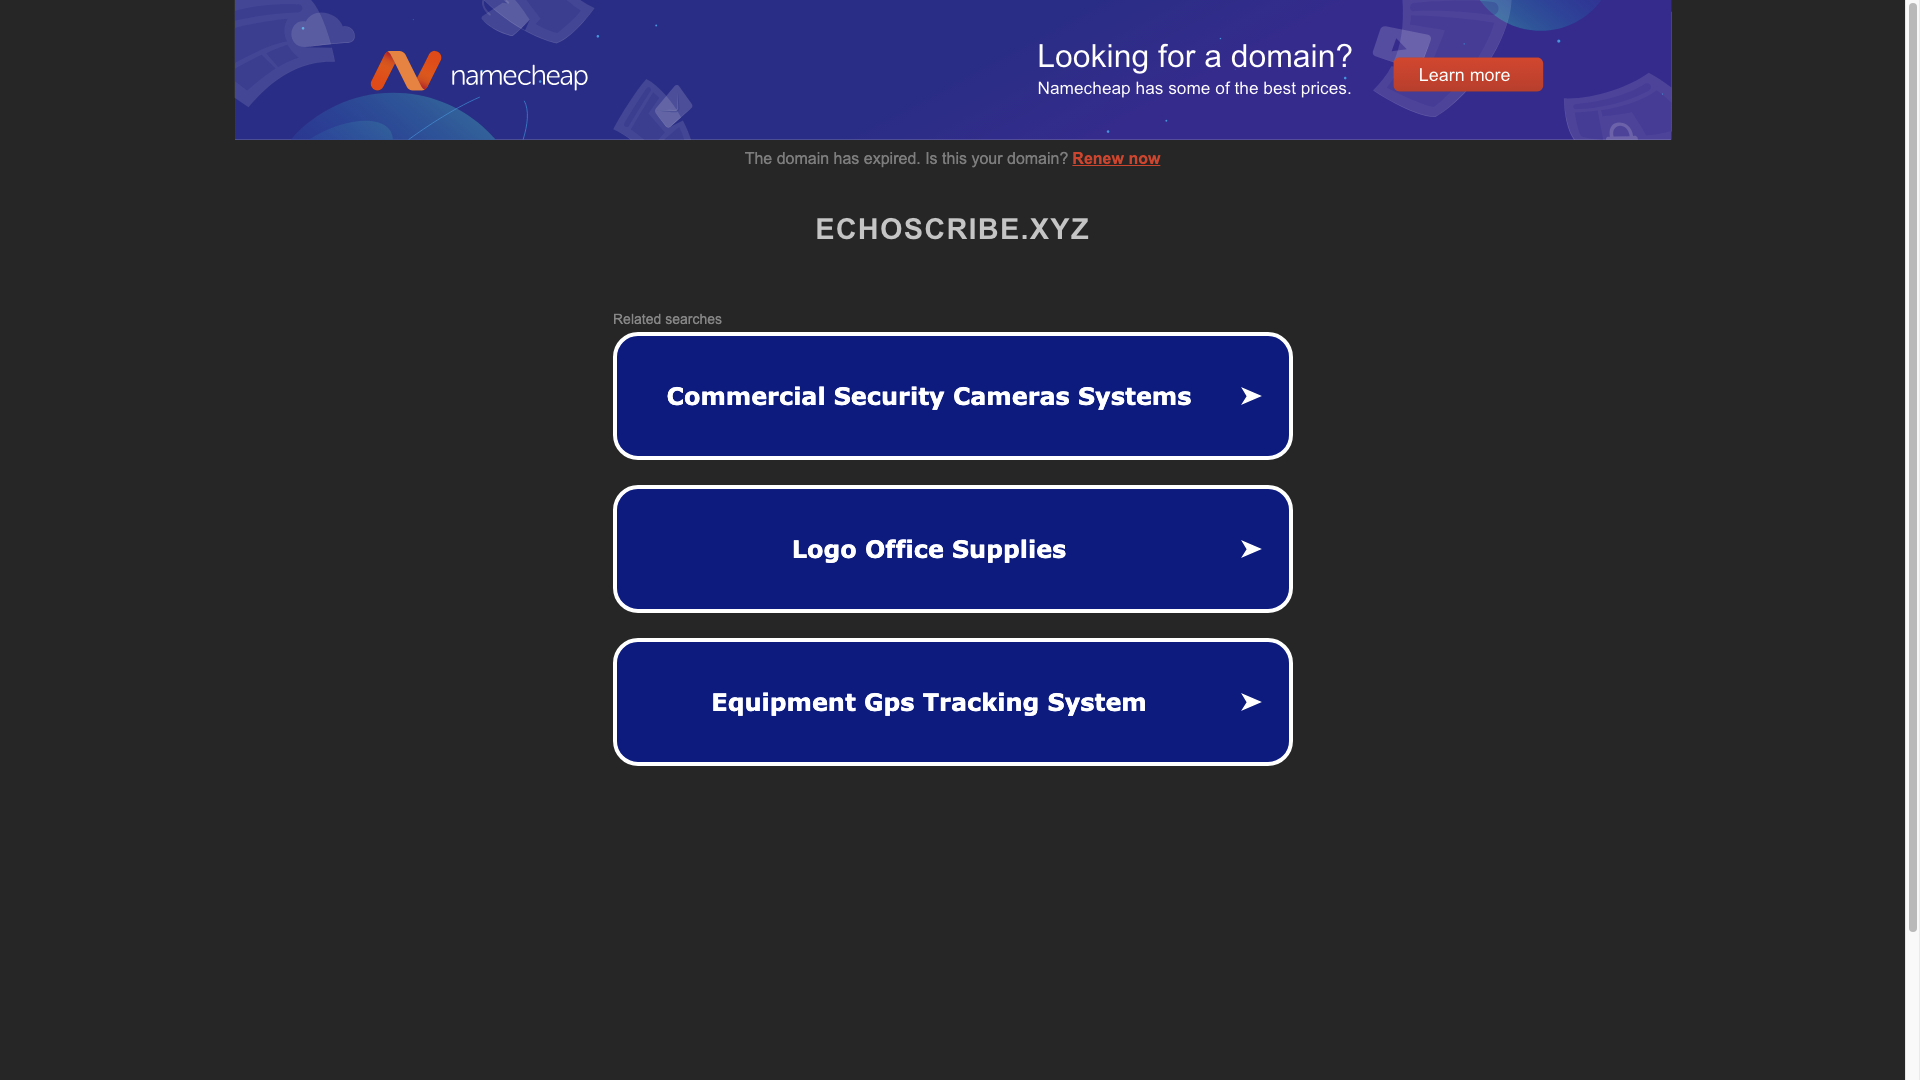 namecheap
Looking for a domain?
Namecheap has some of the best prices.
Learn more
The domain has expired. Is this your domain? Renew now
ECHOSCRIBE.XYZ
Related searches
Commercial Security Cameras Systems
Logo Office Supplies
Equipment Gps Tracking System